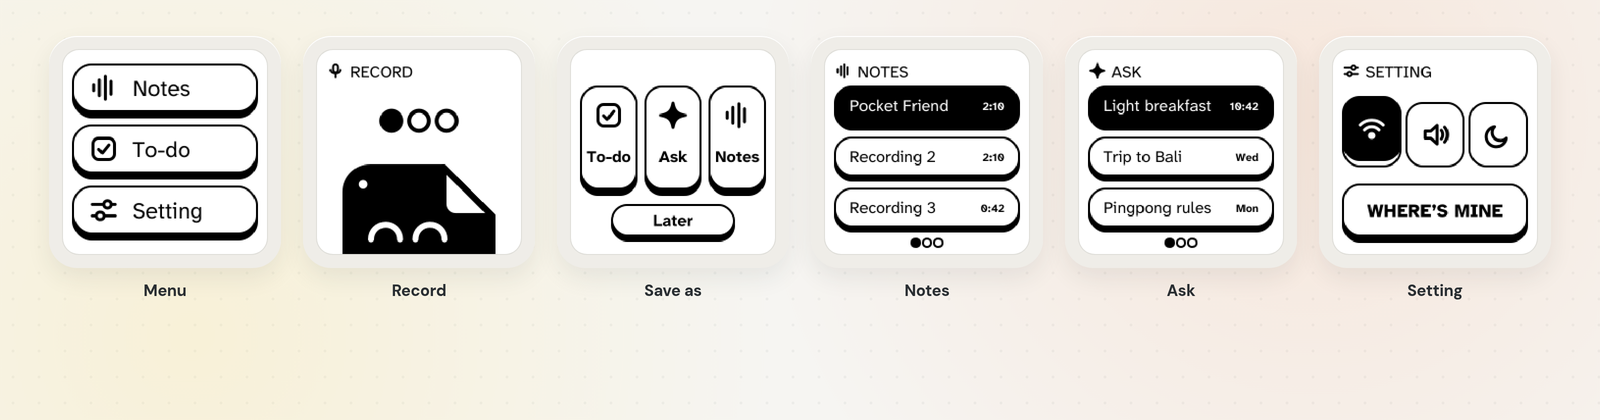 Notes
To-do
Setting
Menu
RECORD
Record
To-do
Ask
Notes
Later
Save as
NOTES
Pocket Friend 2:10
Recording 2 2:10
Recording 3 0:42
Notes
ASK
Light breakfast 10:42
Trip to Bali Wed
Pingpong rules Mon
Ask
SETTING
WHERE'S MINE
Setting